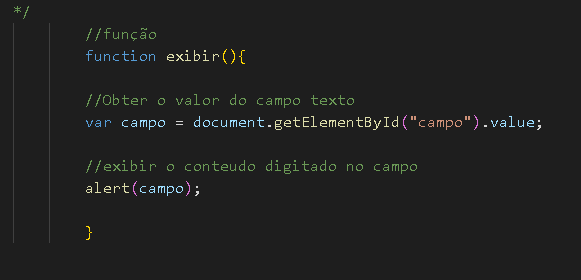 */
//função
function exibir(){
//Obter o valor do campo texto
var campo = document.getElementById("campo").value;
//exibir o conteudo digitado no campo
alert(campo);
}